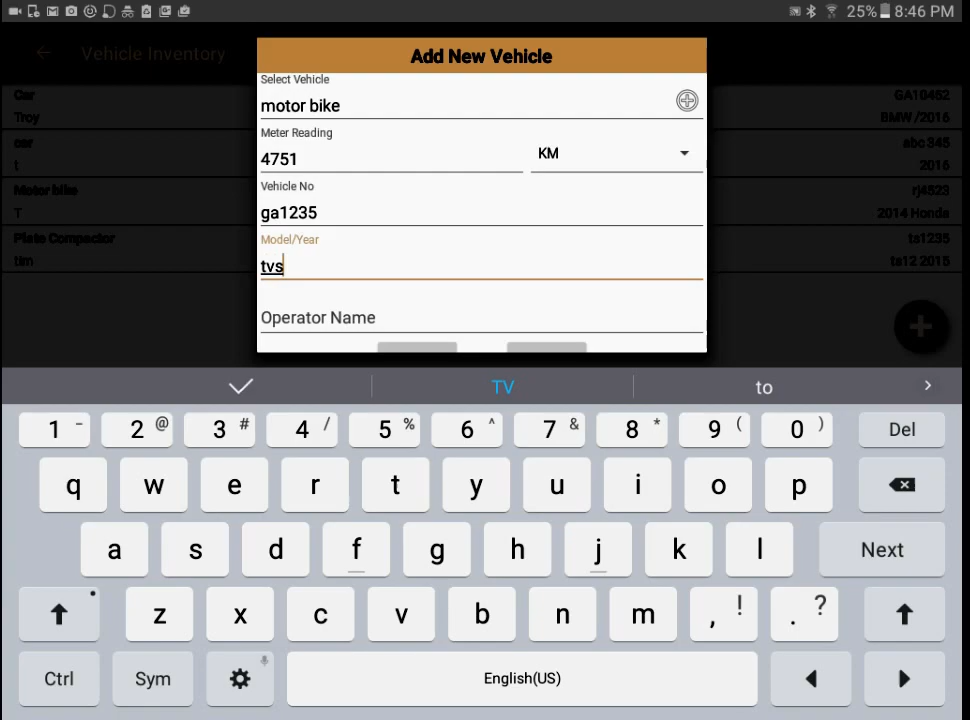 25% 8:46 PM
Vehicle Inventory
Add New Vehicle
Car GA10452
Troy BMW /2016
car abc 345
t 2016
Motor bike rj4523
T 2014 Honda
Plate Compactor ts1235
tim ts12 2015
Select Vehicle
motor bike
Meter Reading
4751 KM
Vehicle No
ga1235
Model/Year
tvs
Operator Name
TV to
1 - 2 @ 3 # 4 / 5 % 6 ^ 7 & 8 * 9 ( 0 ) Del
q w e r t y u i o p
a s d f g h j k l Next
z x c v b n m , ! . ?
Ctrl Sym English(US)